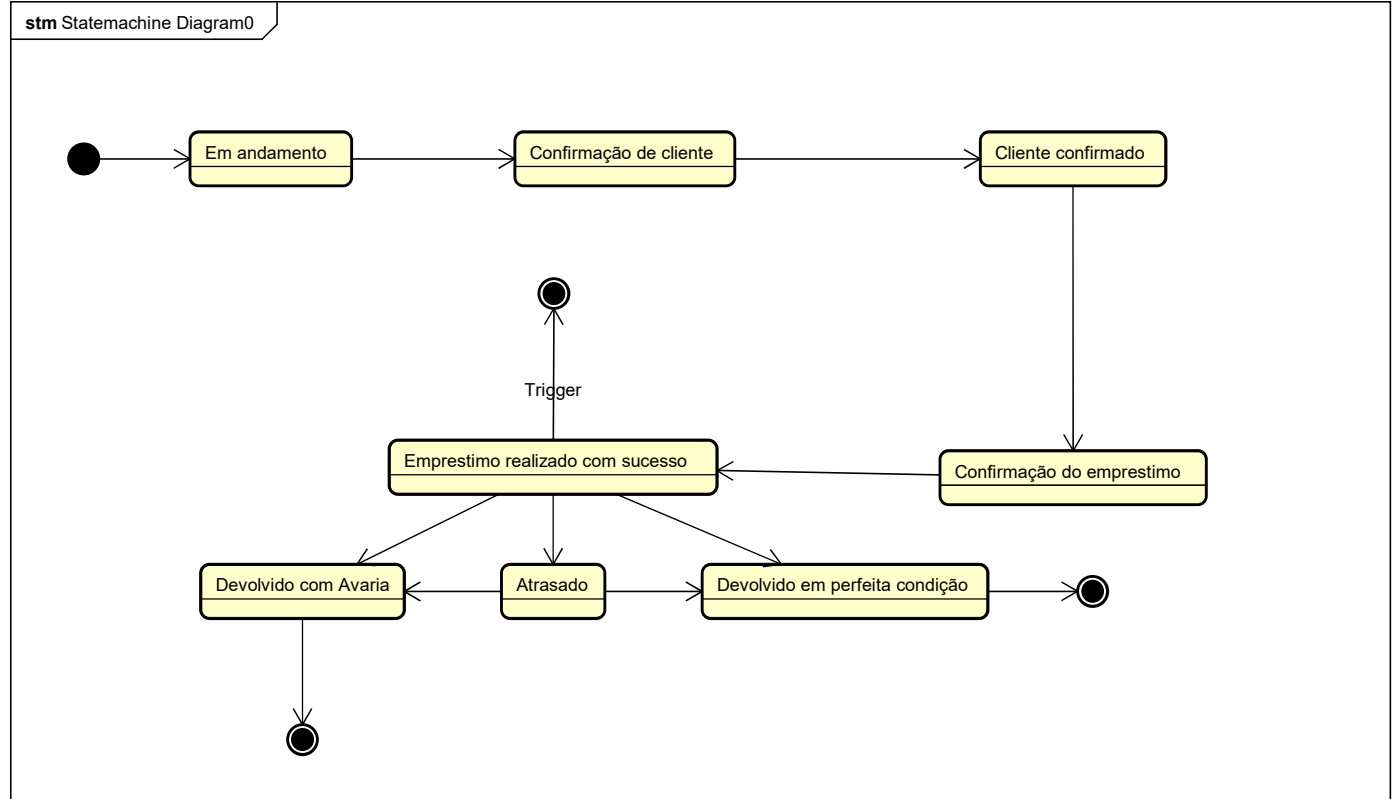 stm Statemachine Diagram0
Em andamento
Confirmação de cliente
Cliente confirmado
Trigger
Emprestimo realizado com sucesso
Confirmação do emprestimo
Devolvido com Avaria
Atrasado
Devolvido em perfeita condição